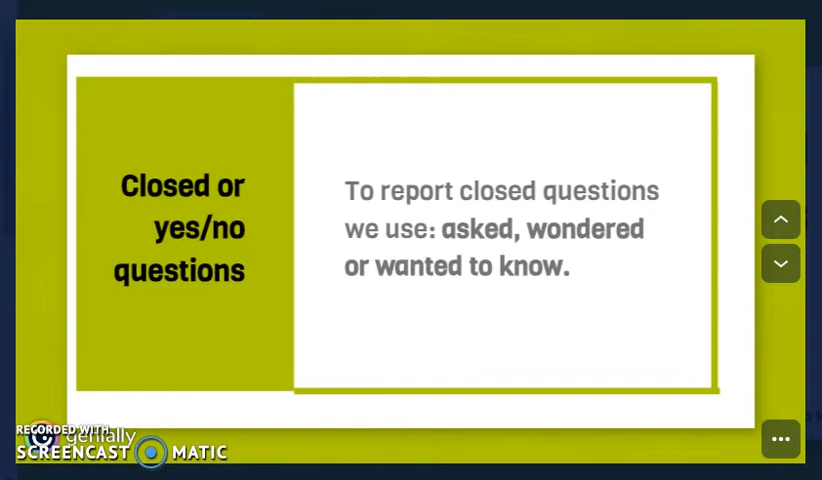 Closed or
yes/no
questions
To report closed questions
we use: asked, wondered
or wanted to know.
RECORDED WITH
genially
SCREENCAST MATIC